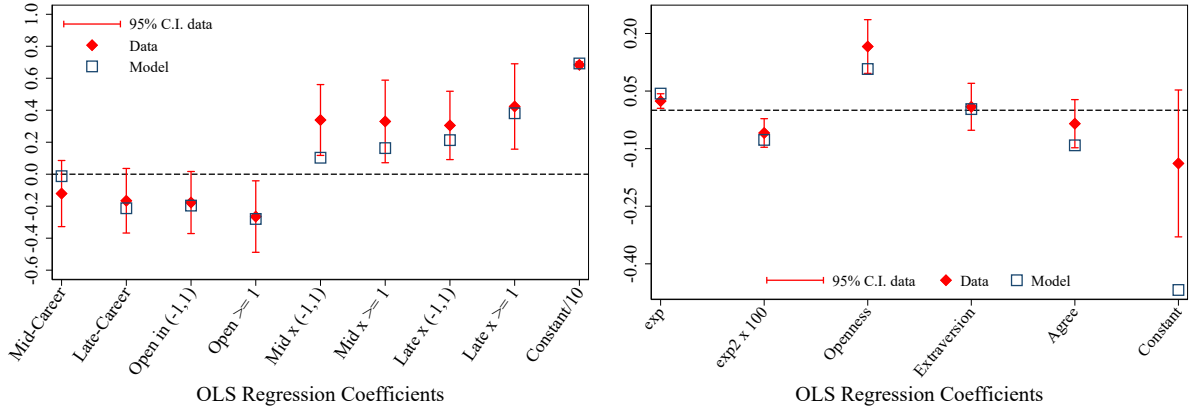 1.0
0.8
0.6
0.4
0.2
0.0
-0.2
-0.4
-0.6
95% C.I. data
Data
Model
Mid-Career
Late-Career
Open in (-1,1)
Open >= 1
Mid x (-1,1)
Mid x >= 1
Late x (-1,1)
Late x >= 1
Constant/10
OLS Regression Coefficients
0.20
0.05
-0.10
-0.25
-0.40
95% C.I. data
Data
Model
exp
exp2 x 100
Openness
Extraversion
Agree
Constant
OLS Regression Coefficients